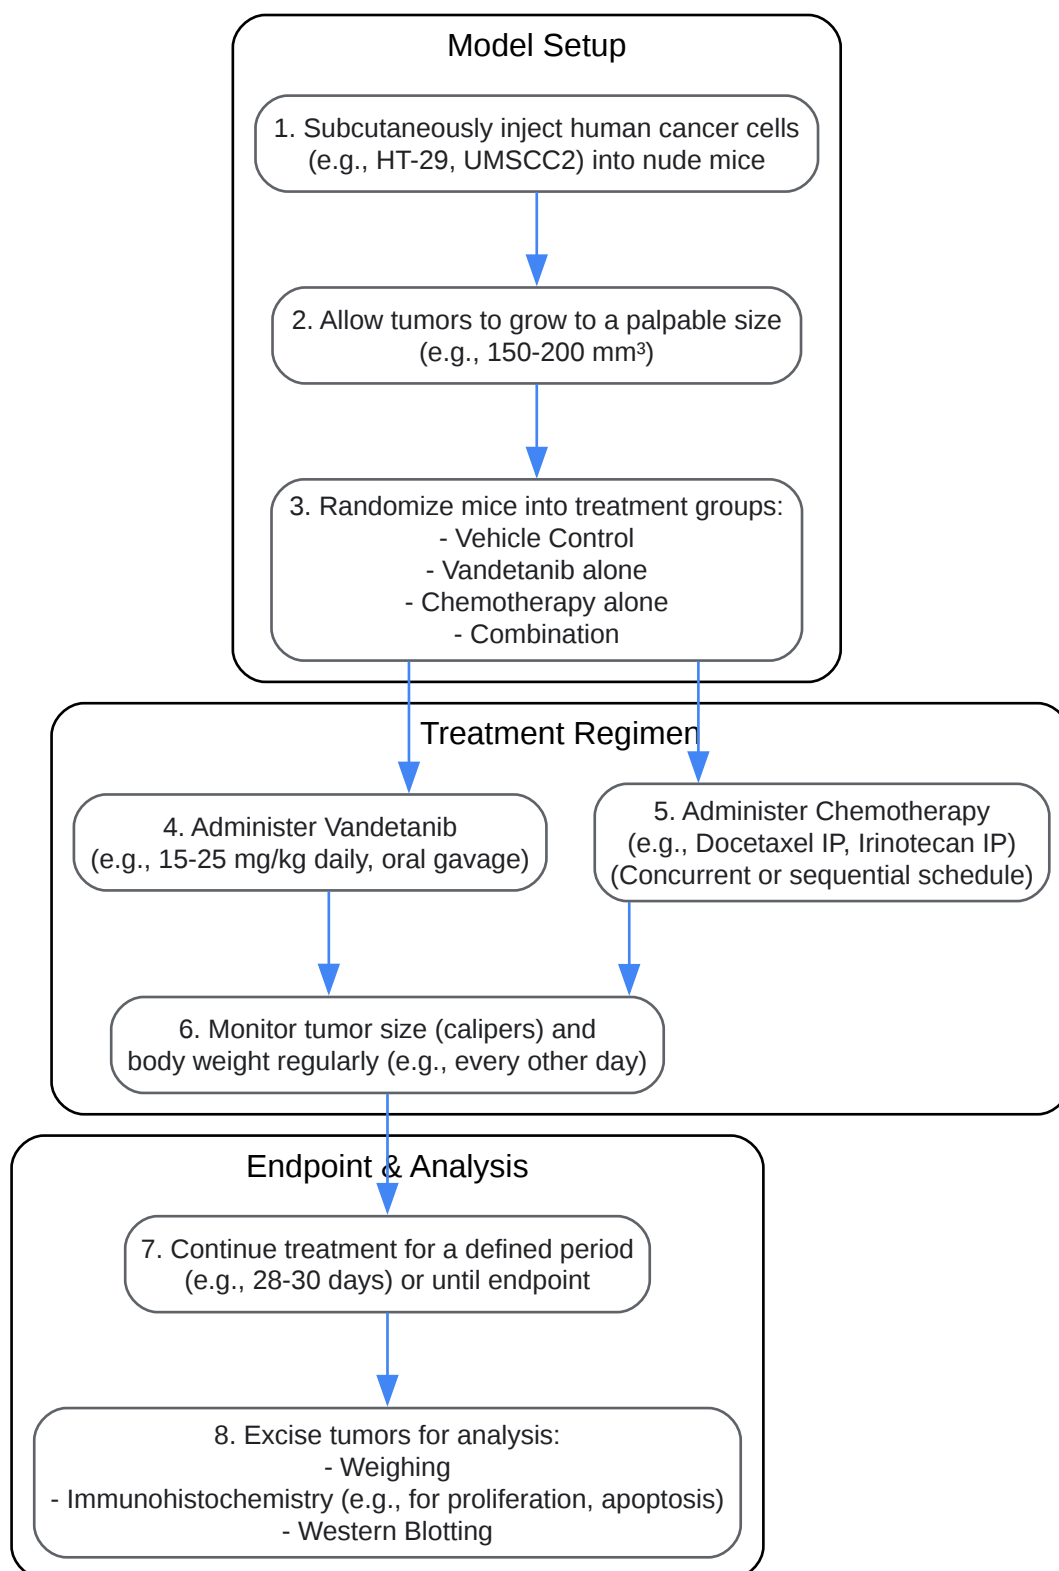 Model Setup
1. Subcutaneously inject human cancer cells
(e.g., HT-29, UMSCC2) into nude mice
2. Allow tumors to grow to a palpable size
(e.g., 150-200 mm³)
3. Randomize mice into treatment groups:
- Vehicle Control
- Vandetanib alone
- Chemotherapy alone
- Combination
Treatment Regimen
4. Administer Vandetanib
(e.g., 15-25 mg/kg daily, oral gavage)
5. Administer Chemotherapy
(e.g., Docetaxel IP, Irinotecan IP)
(Concurrent or sequential schedule)
6. Monitor tumor size (calipers) and
body weight regularly (e.g., every other day)
Endpoint & Analysis
7. Continue treatment for a defined period
(e.g., 28-30 days) or until endpoint
8. Excise tumors for analysis:
- Weighing
- Immunohistochemistry (e.g., for proliferation, apoptosis)
- Western Blotting